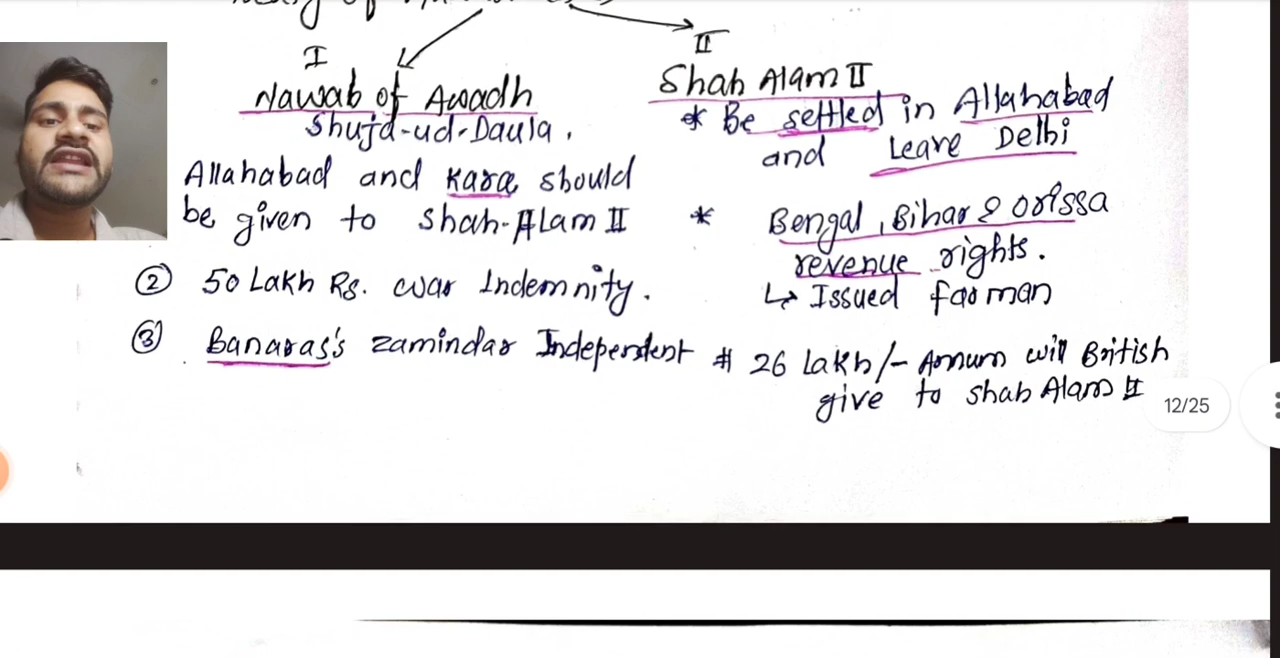 I
Nawab of Awadh
Shuja-ud-Daula.
Allahabad and Kara should
be given to Shah-Alam II
② 50 Lakh Rs. war Indemnity.
③ Banaras's zamindar Independent
II
Shah Alam II
* Be settled in Allahabad
and Leave Delhi
* Bengal, Bihar & Orissa
revenue rights.
↳ Issued farman
# 26 Lakh/- Annum will British
give to Shah Alam II
12/25